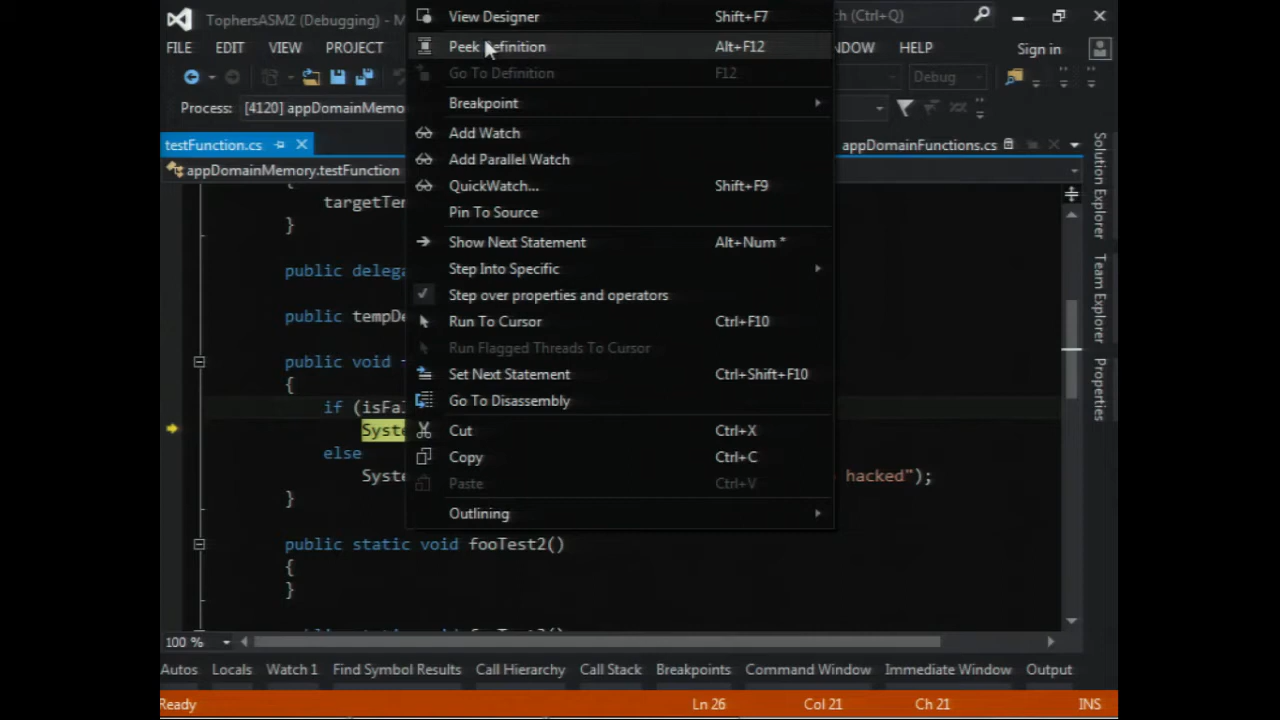 TophersASM2 (Debugging) - M
ch (Ctrl+Q)
FILE EDIT VIEW PROJECT
NDOW HELP
Sign in
Debug
Process: [4120] appDomainMemo
View Designer Shift+F7
Peek Definition Alt+F12
Go To Definition F12
Breakpoint
Add Watch
Add Parallel Watch
QuickWatch... Shift+F9
Pin To Source
Show Next Statement Alt+Num *
Step Into Specific
Step over properties and operators
Run To Cursor Ctrl+F10
Run Flagged Threads To Cursor
Set Next Statement Ctrl+Shift+F10
Go To Disassembly
Cut Ctrl+X
Copy Ctrl+C
Paste Ctrl+V
Outlining
testFunction.cs
appDomainFunctions.cs
appDomainMemory.testFunction
{
targetTe
}
public delega
public tempDe
public void
{
if (isFa
Syste
else
Syste
hacked");
}
public static void fooTest2()
{
}
100 %
Solution Explorer
Team Explorer
Properties
Autos Locals Watch 1 Find Symbol Results Call Hierarchy Call Stack Breakpoints Command Window Immediate Window Output
Ready Ln 26 Col 21 Ch 21 INS